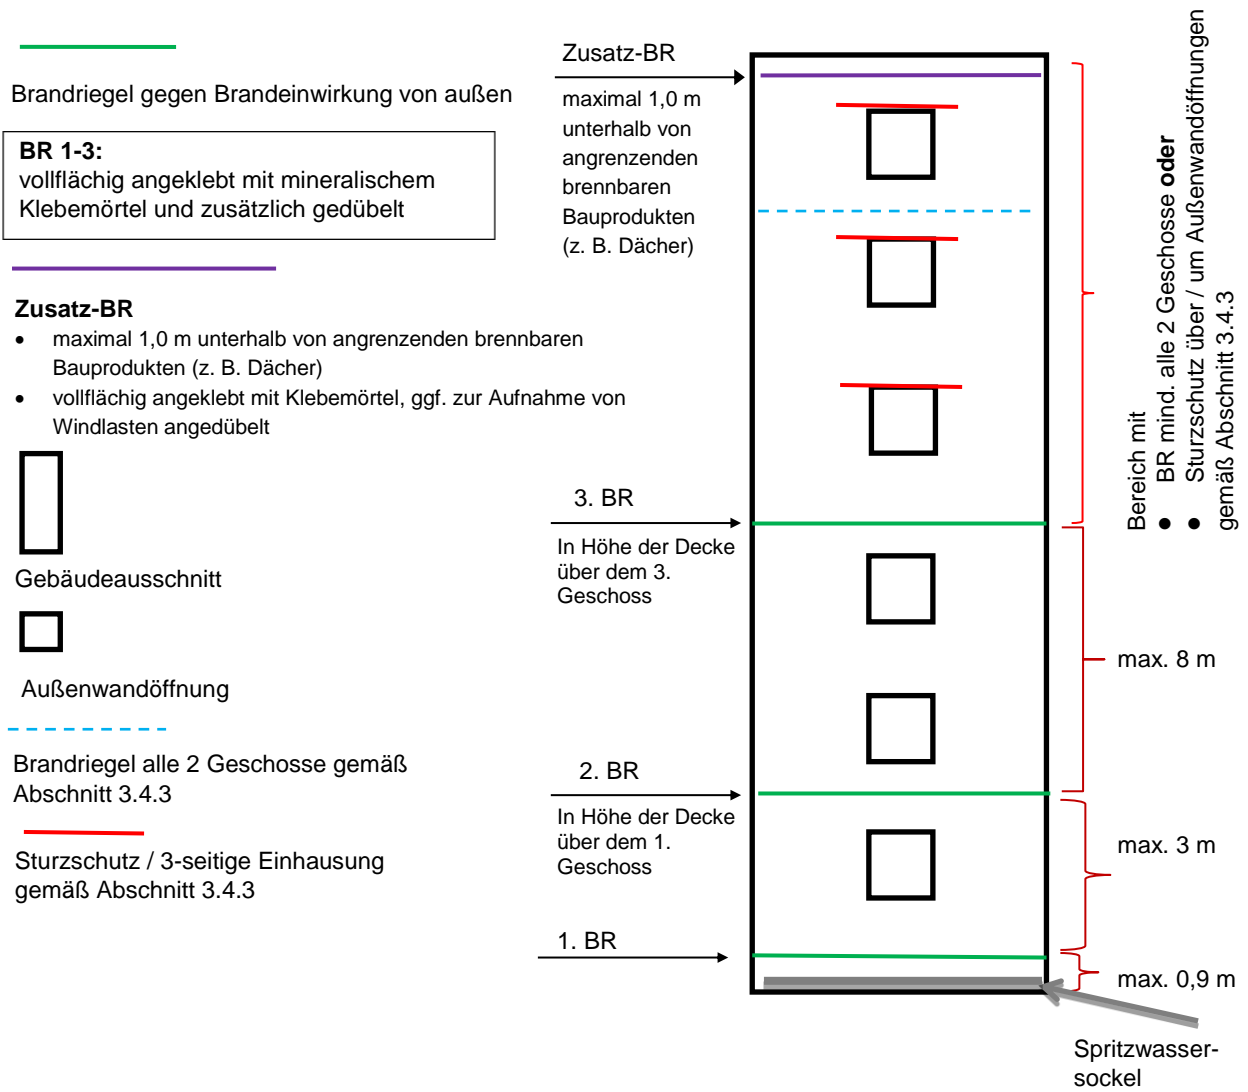 Brandriegel gegen Brandeinwirkung von außen
BR 1-3:
vollflächig angeklebt mit mineralischem
Klebemörtel und zusätzlich gedübelt
Zusatz-BR
• maximal 1,0 m unterhalb von angrenzenden brennbaren
Bauprodukten (z. B. Dächer)
• vollflächig angeklebt mit Klebemörtel, ggf. zur Aufnahme von
Windlasten angedübelt
Gebäudeausschnitt
Außenwandöffnung
Brandriegel alle 2 Geschosse gemäß
Abschnitt 3.4.3
Sturzschutz / 3-seitige Einhausung
gemäß Abschnitt 3.4.3
Zusatz-BR
maximal 1,0 m
unterhalb von
angrenzenden
brennbaren
Bauprodukten
(z. B. Dächer)
3. BR
In Höhe der Decke
über dem 3.
Geschoss
2. BR
In Höhe der Decke
über dem 1.
Geschoss
1. BR
Bereich mit
● BR mind. alle 2 Geschosse oder
● Sturzschutz über / um Außenwandöffnungen
gemäß Abschnitt 3.4.3
max. 8 m
max. 3 m
max. 0,9 m
Spritzwasser-
sockel